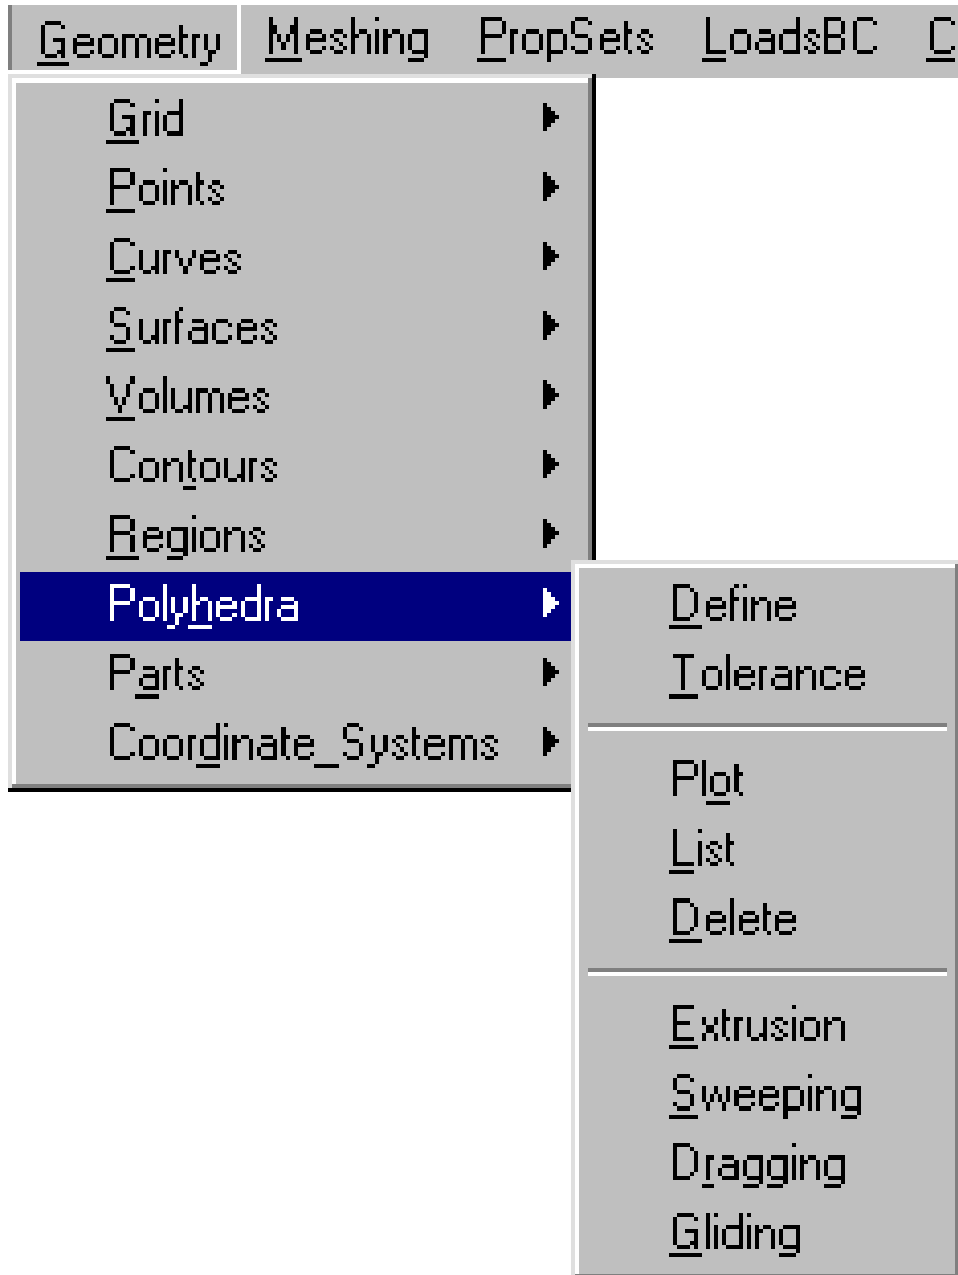 Geometry Meshing PropSets LoadsBC C
Grid
Points
Curves
Surfaces
Volumes
Contours
Regions
Polyhedra
Parts
Coordinate_Systems
Define
Tolerance
Plot
List
Delete
Extrusion
Sweeping
Dragging
Gliding